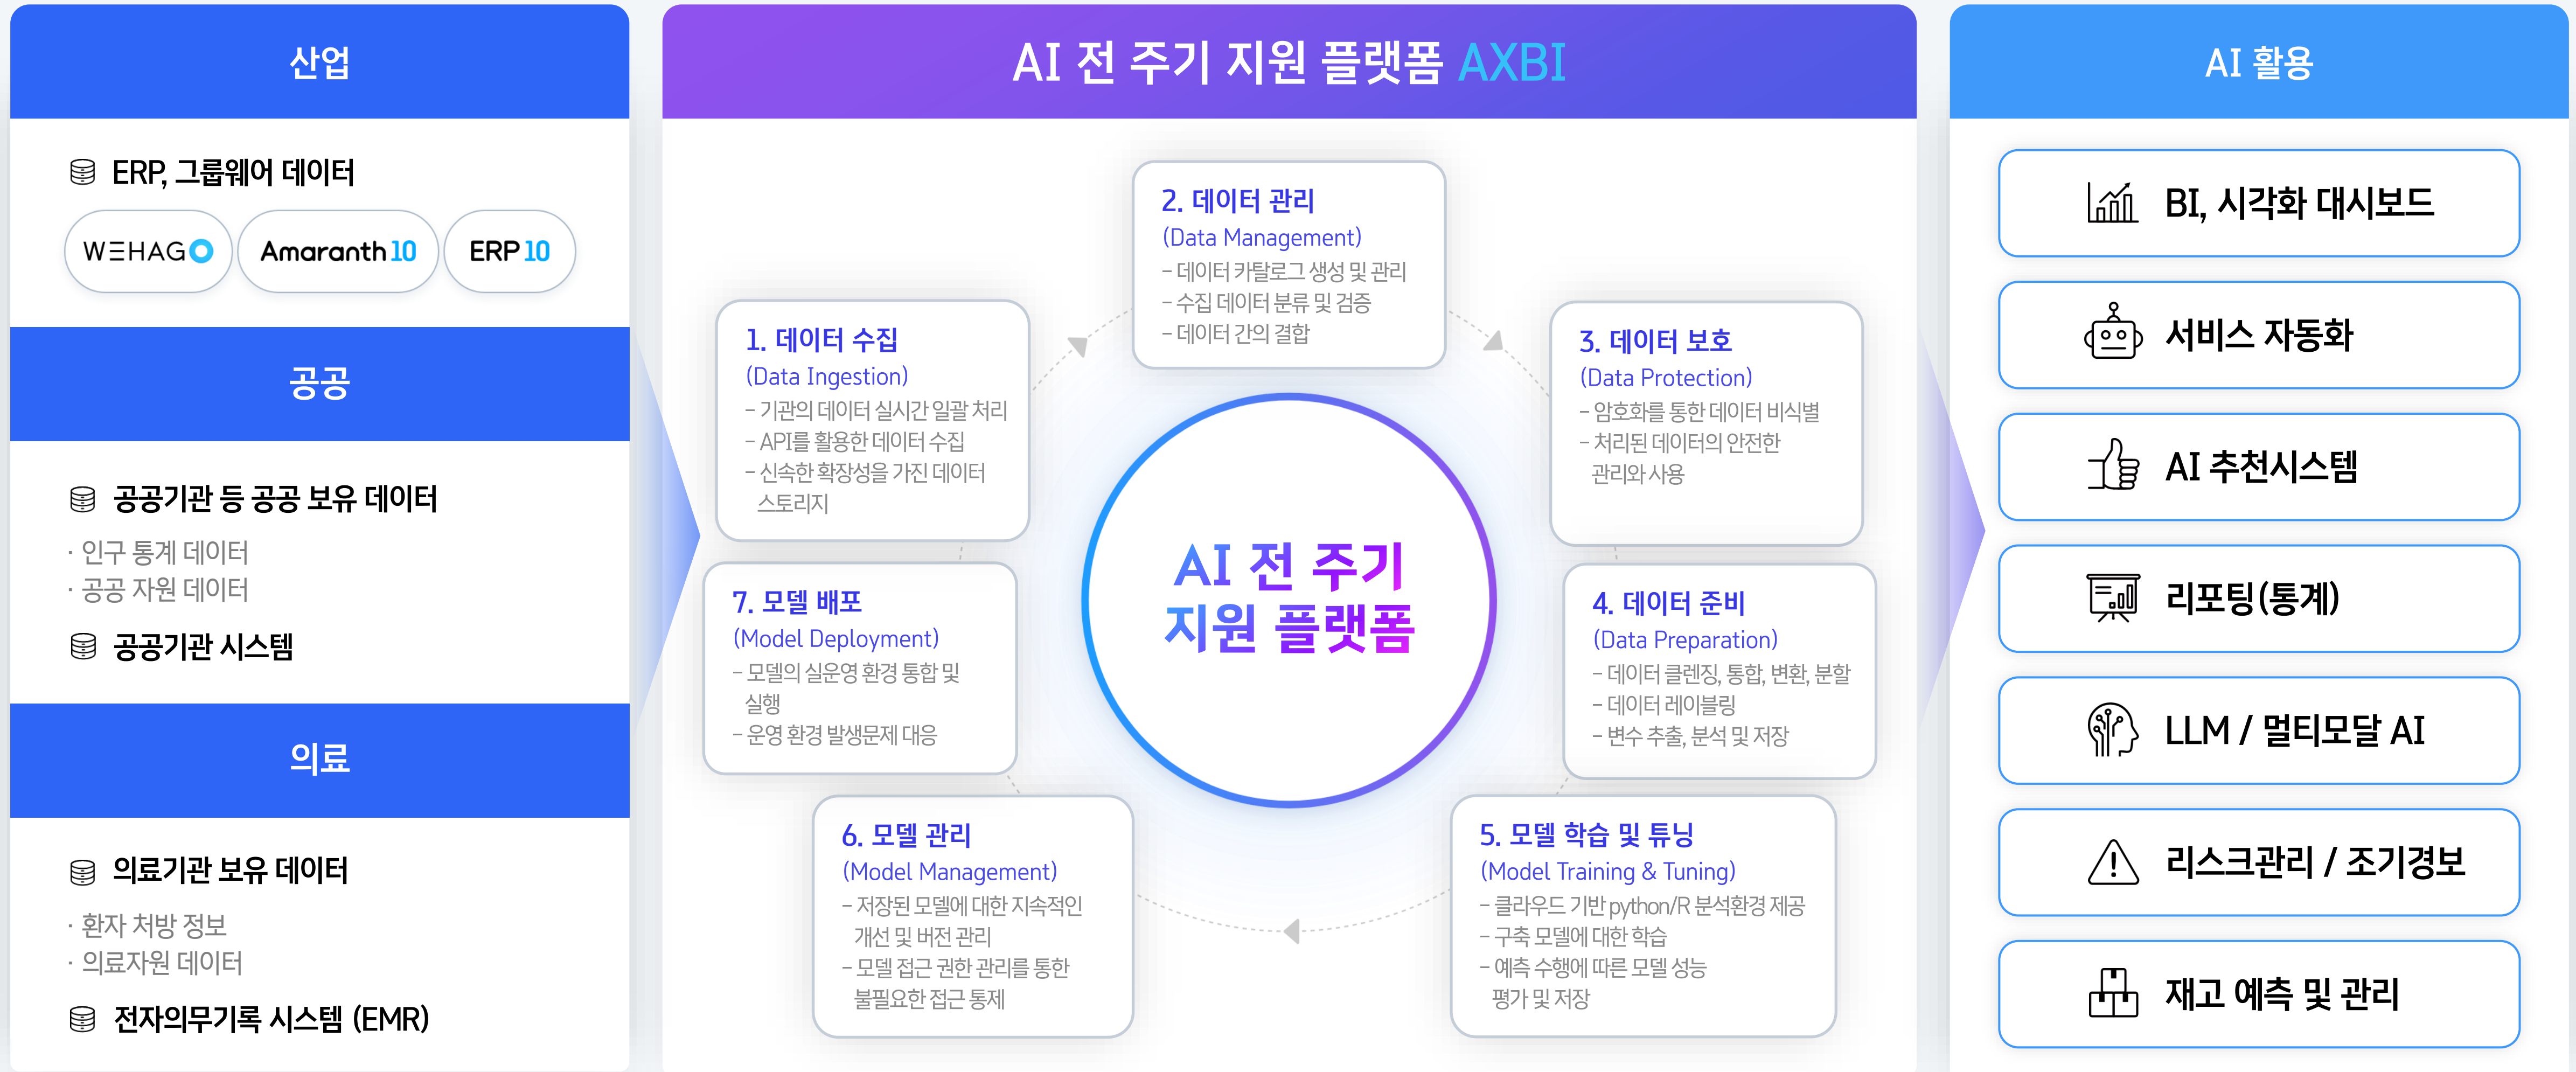 산업
ERP, 그룹웨어 데이터
WEHAGO
Amaranth 10
ERP 10
공공
공공기관 등 공공 보유 데이터
· 인구 통계 데이터
· 공공 자원 데이터
공공기관 시스템
의료
의료기관 보유 데이터
· 환자 처방 정보
· 의료자원 데이터
전자의무기록 시스템 (EMR)
AI 전 주기 지원 플랫폼 AXBI
1. 데이터 수집
(Data Ingestion)
- 기관의 데이터 실시간 일괄 처리
- API를 활용한 데이터 수집
- 신속한 확장성을 가진 데이터
스토리지
2. 데이터 관리
(Data Management)
- 데이터 카탈로그 생성 및 관리
- 수집 데이터 분류 및 검증
- 데이터 간의 결합
3. 데이터 보호
(Data Protection)
- 암호화를 통한 데이터 비식별
- 처리된 데이터의 안전한
관리와 사용
4. 데이터 준비
(Data Preparation)
- 데이터 클렌징, 통합, 변환, 분할
- 데이터 레이블링
- 변수 추출, 분석 및 저장
5. 모델 학습 및 튜닝
(Model Training & Tuning)
- 클라우드 기반 python/R 분석환경 제공
- 구축 모델에 대한 학습
- 예측 수행에 따른 모델 성능
평가 및 저장
6. 모델 관리
(Model Management)
- 저장된 모델에 대한 지속적인
개선 및 버전 관리
- 모델 접근 권한 관리를 통한
불필요한 접근 통제
7. 모델 배포
(Model Deployment)
- 모델의 실운영 환경 통합 및
실행
- 운영 환경 발생문제 대응
AI 전 주기
지원 플랫폼
AI 활용
BI, 시각화 대시보드
서비스 자동화
AI 추천시스템
리포팅(통계)
LLM / 멀티모달 AI
리스크관리 / 조기경보
재고 예측 및 관리